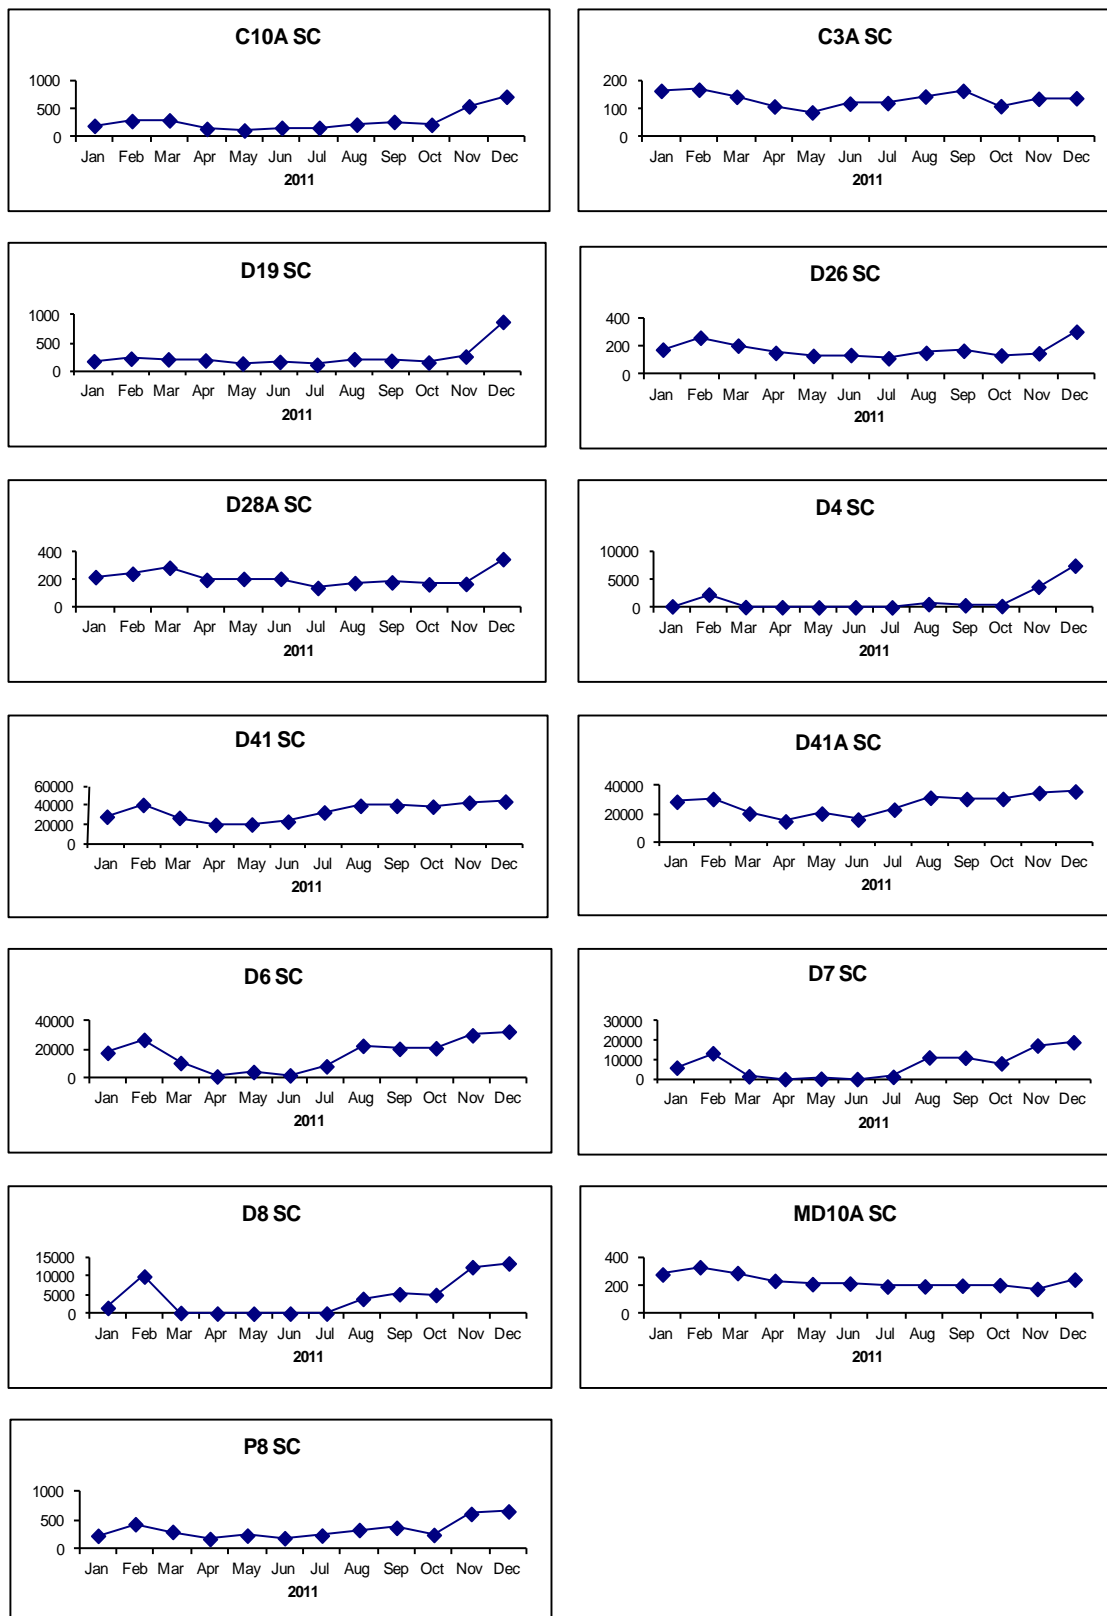 C10A SC
1000
500
0
Jan Feb Mar Apr May Jun Jul Aug Sep Oct Nov Dec
2011
C3A SC
200
100
0
Jan Feb Mar Apr May Jun Jul Aug Sep Oct Nov Dec
2011
D19 SC
1000
500
0
Jan Feb Mar Apr May Jun Jul Aug Sep Oct Nov Dec
2011
D26 SC
400
200
0
Jan Feb Mar Apr May Jun Jul Aug Sep Oct Nov Dec
2011
D28A SC
400
200
0
Jan Feb Mar Apr May Jun Jul Aug Sep Oct Nov Dec
2011
D4 SC
10000
5000
0
Jan Feb Mar Apr May Jun Jul Aug Sep Oct Nov Dec
2011
D41 SC
60000
40000
20000
0
Jan Feb Mar Apr May Jun Jul Aug Sep Oct Nov Dec
2011
D41A SC
40000
20000
0
Jan Feb Mar Apr May Jun Jul Aug Sep Oct Nov Dec
2011
D6 SC
40000
20000
0
Jan Feb Mar Apr May Jun Jul Aug Sep Oct Nov Dec
2011
D7 SC
30000
20000
10000
0
Jan Feb Mar Apr May Jun Jul Aug Sep Oct Nov Dec
2011
D8 SC
15000
10000
5000
0
Jan Feb Mar Apr May Jun Jul Aug Sep Oct Nov Dec
2011
MD10A SC
400
200
0
Jan Feb Mar Apr May Jun Jul Aug Sep Oct Nov Dec
2011
P8 SC
1000
500
0
Jan Feb Mar Apr May Jun Jul Aug Sep Oct Nov Dec
2011